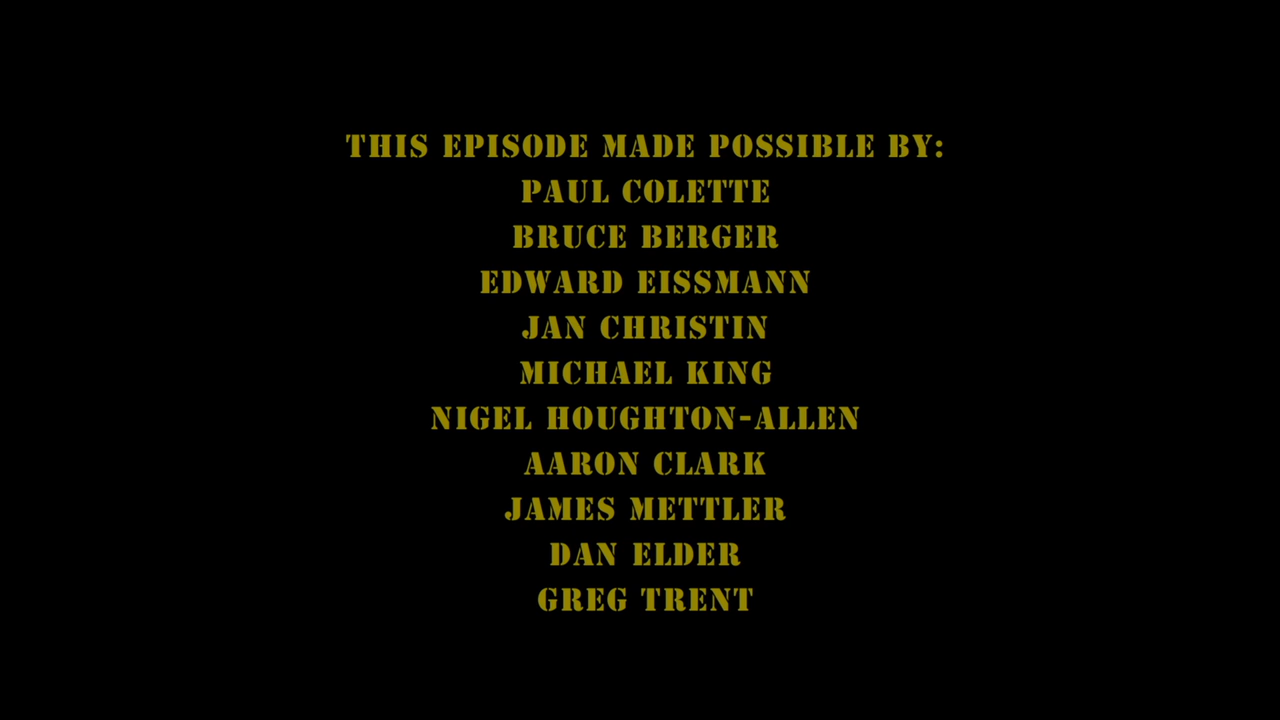 THIS EPISODE MADE POSSIBLE BY:
PAUL COLETTE
BRUCE BERGER
EDWARD EISSMANN
JAN CHRISTIN
MICHAEL KING
NIGEL HOUGHTON-ALLEN
AARON CLARK
JAMES METTLER
DAN ELDER
GREG TRENT